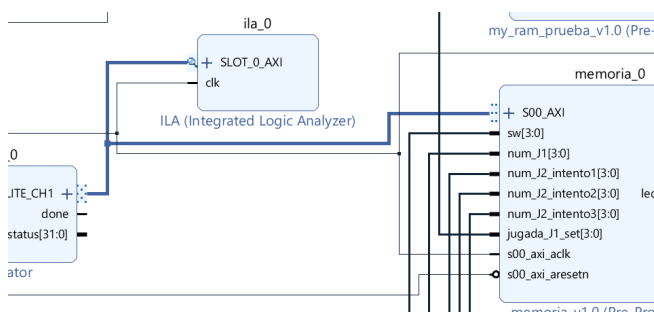 ila_0
SLOT_0_AXI
clk
ILA (Integrated Logic Analyzer)
my_ram_prueba_v1.0 (Pre-
memoria_0
S00_AXI
sw[3:0]
num_J1[3:0]
num_J2_intento1[3:0]
num_J2_intento2[3:0]
num_J2_intento3[3:0]
jugada_J1_set[3:0]
s00_axi_aclk
s00_axi_aresetn
lec
_0
LITE_CH1
done
status[31:0]
ator
memoria_v1.0 (Pre-Pro